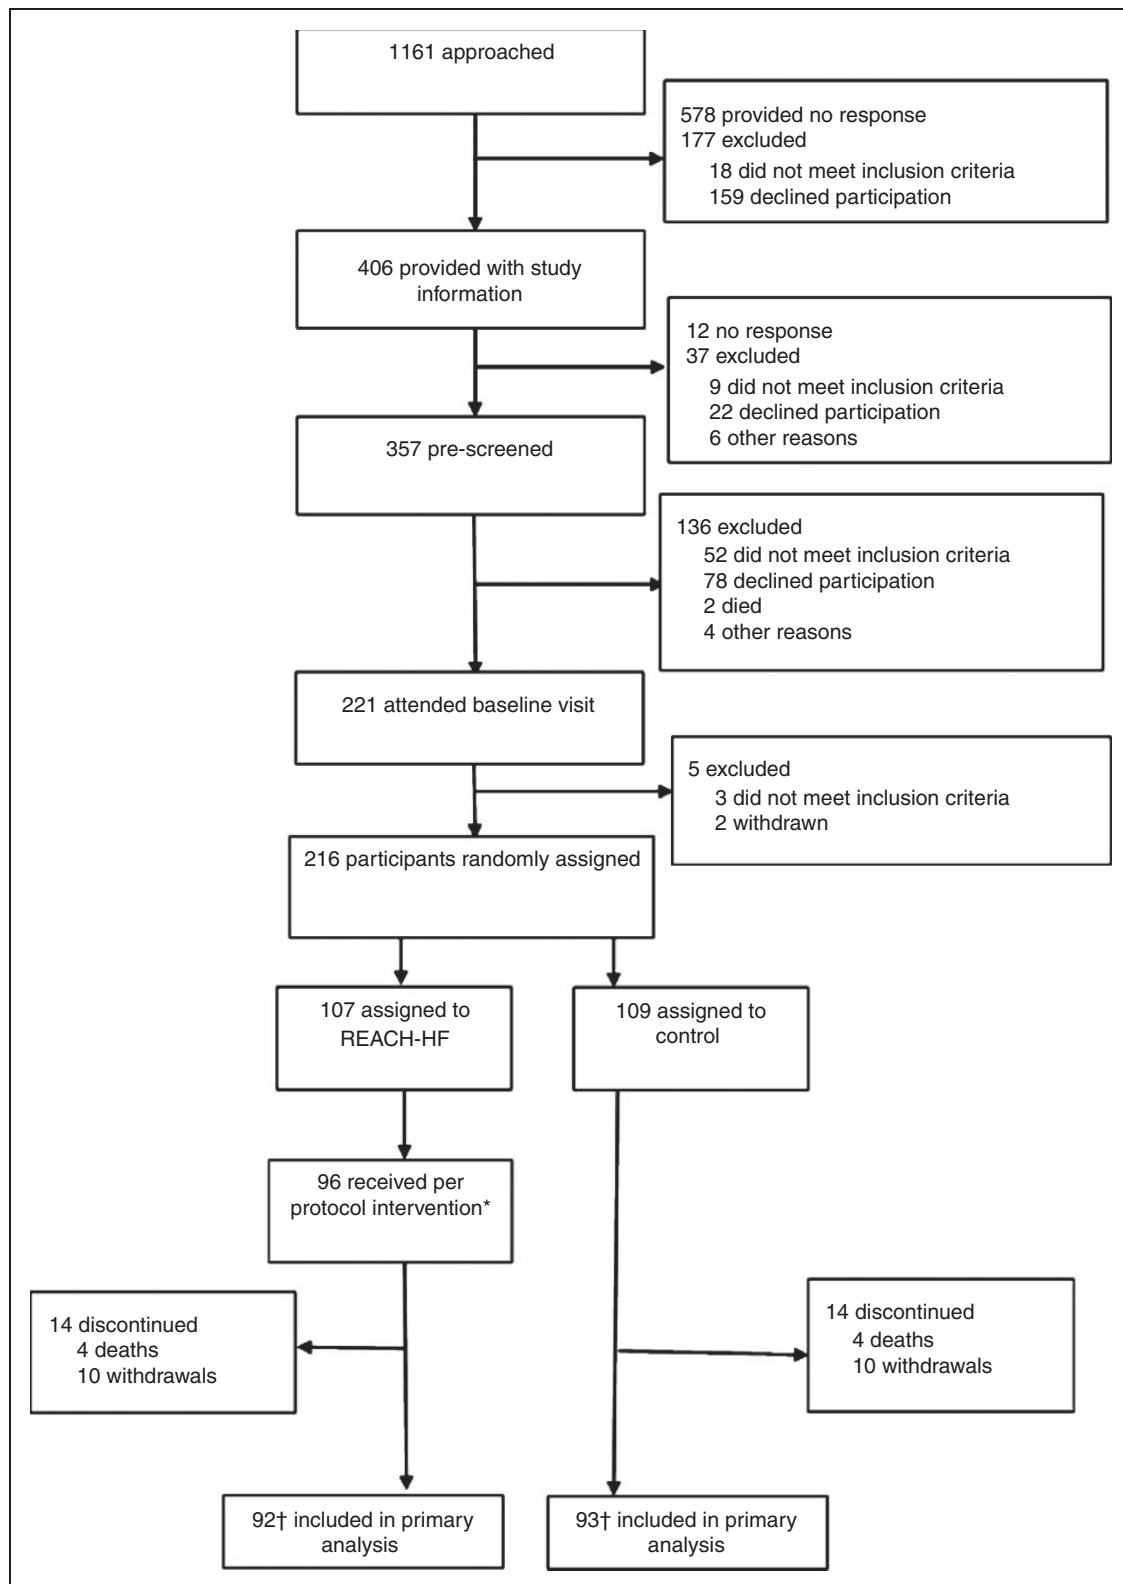 1161 approached
578 provided no response
177 excluded
18 did not meet inclusion criteria
159 declined participation
406 provided with study
information
12 no response
37 excluded
9 did not meet inclusion criteria
22 declined participation
6 other reasons
357 pre-screened
136 excluded
52 did not meet inclusion criteria
78 declined participation
2 died
4 other reasons
221 attended baseline visit
5 excluded
3 did not meet inclusion criteria
2 withdrawn
216 participants randomly assigned
107 assigned to
REACH-HF
109 assigned to
control
96 received per
protocol intervention*
14 discontinued
4 deaths
10 withdrawals
14 discontinued
4 deaths
10 withdrawals
92† included in primary
analysis
93† included in primary
analysis